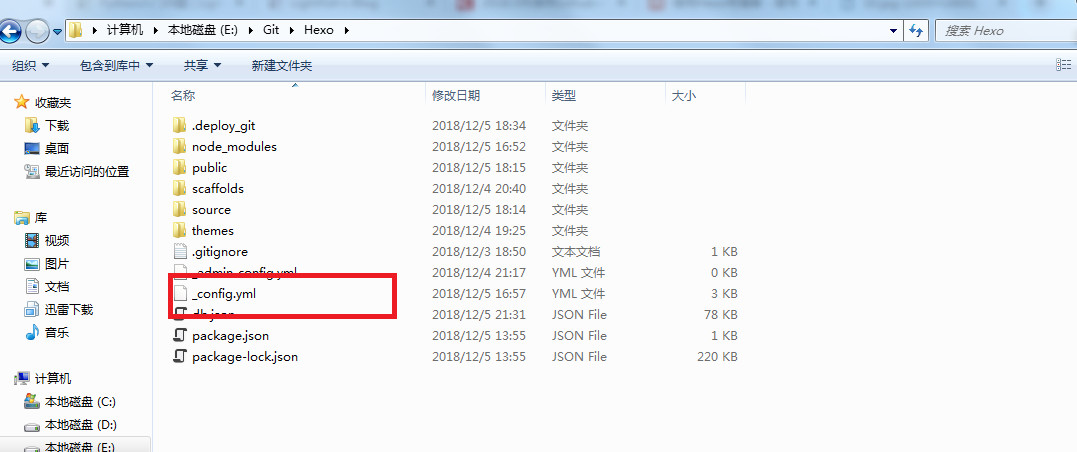 计算机 本地磁盘 (E:) Git Hexo 搜索 Hexo
组织 包含到库中 共享 新建文件夹
名称 修改日期 类型 大小
收藏夹
下载
桌面
最近访问的位置
库
视频
图片
文档
迅雷下载
音乐
计算机
本地磁盘 (C:)
本地磁盘 (D:)
本地磁盘 (E:)
.deploy_git 2018/12/5 18:34 文件夹
node_modules 2018/12/5 16:52 文件夹
public 2018/12/5 18:15 文件夹
scaffolds 2018/12/4 20:40 文件夹
source 2018/12/5 18:14 文件夹
themes 2018/12/4 19:25 文件夹
.gitignore 2018/12/3 18:50 文本文档 1 KB
_admin-config.yml 2018/12/4 21:17 YML 文件 0 KB
_config.yml 2018/12/5 16:57 YML 文件 3 KB
db.json 2018/12/5 21:31 JSON File 78 KB
package.json 2018/12/5 13:55 JSON File 1 KB
package-lock.json 2018/12/5 13:55 JSON File 220 KB